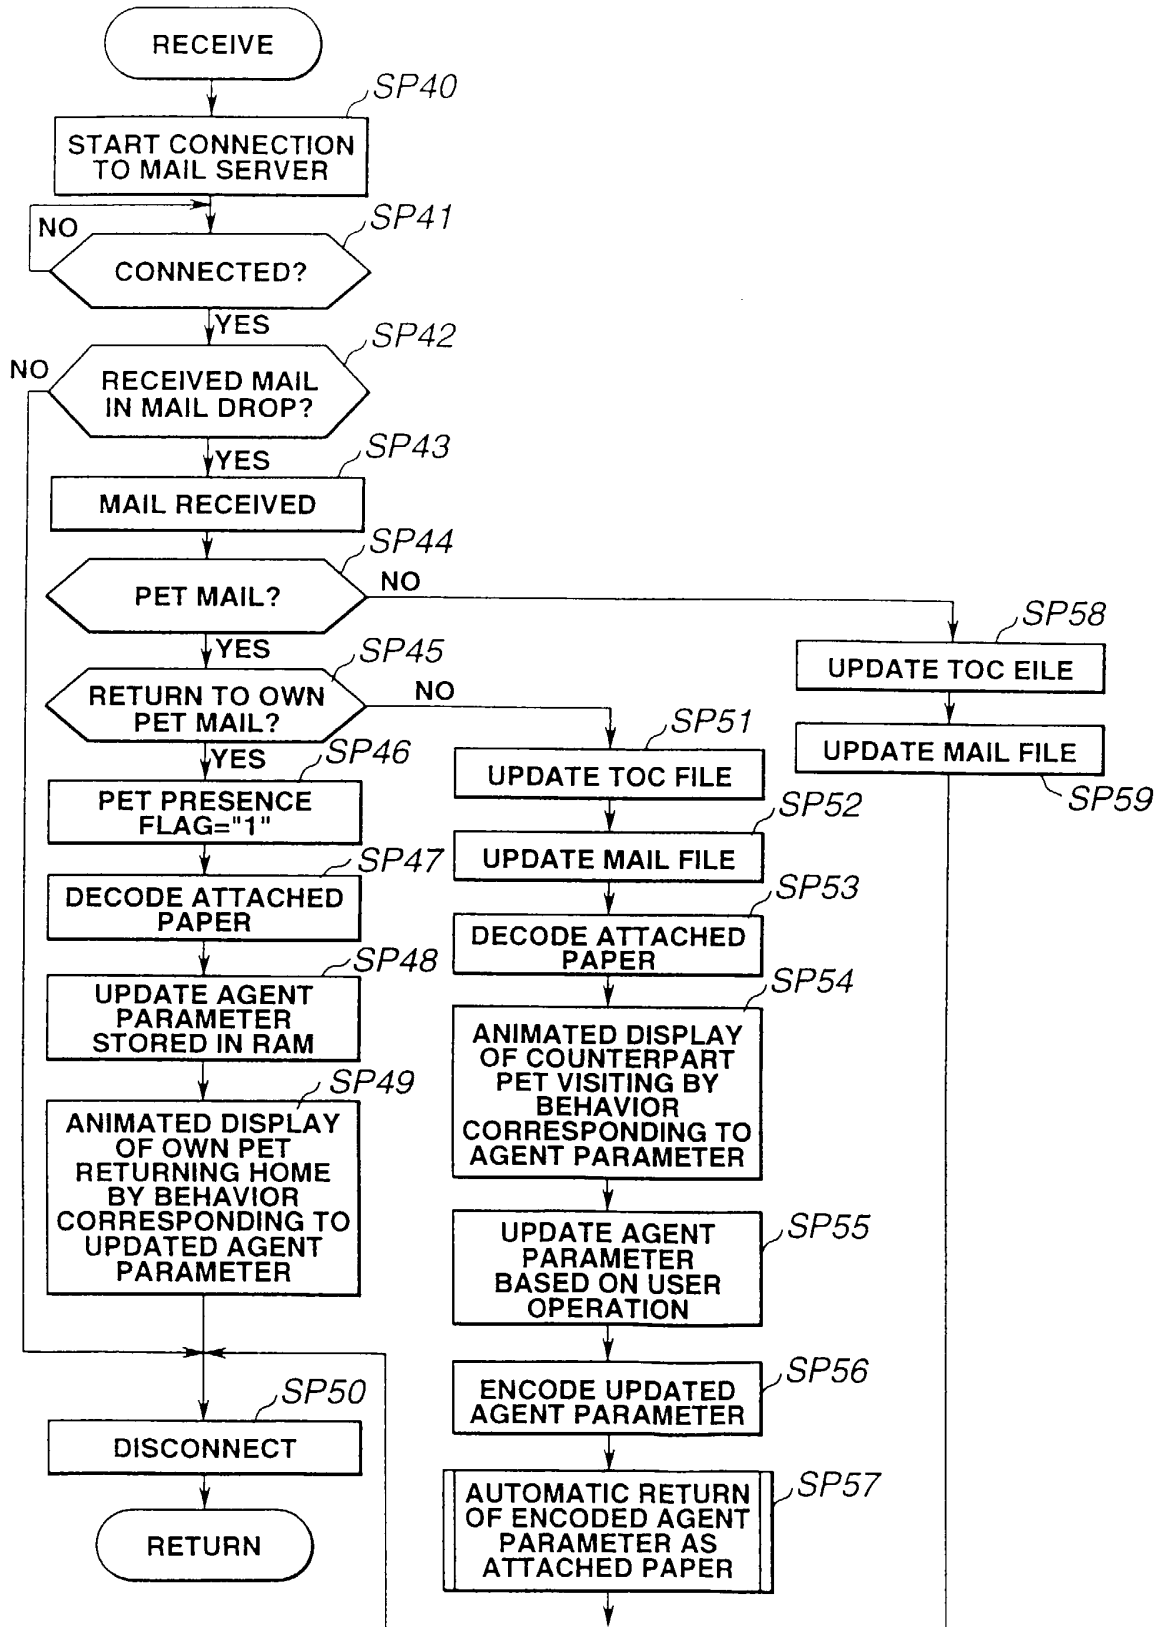 RECEIVE
SP40
START CONNECTION
TO MAIL SERVER
NO
SP41
CONNECTED?
YES
SP42
NO
RECEIVED MAIL
IN MAIL DROP?
YES
SP43
MAIL RECEIVED
SP44
PET MAIL?
NO
YES
SP45
RETURN TO OWN
PET MAIL?
NO
YES
SP46
PET PRESENCE
FLAG="1"
SP47
DECODE ATTACHED
PAPER
SP48
UPDATE AGENT
PARAMETER
STORED IN RAM
SP49
ANIMATED DISPLAY
OF OWN PET
RETURNING HOME
BY BEHAVIOR
CORRESPONDING TO
UPDATED AGENT
PARAMETER
SP50
DISCONNECT
RETURN
SP51
UPDATE TOC FILE
SP52
UPDATE MAIL FILE
SP53
DECODE ATTACHED
PAPER
SP54
ANIMATED DISPLAY
OF COUNTERPART
PET VISITING BY
BEHAVIOR
CORRESPONDING TO
AGENT PARAMETER
SP55
UPDATE AGENT
PARAMETER
BASED ON USER
OPERATION
SP56
ENCODE UPDATED
AGENT PARAMETER
SP57
AUTOMATIC RETURN
OF ENCODED AGENT
PARAMETER AS
ATTACHED PAPER
SP58
UPDATE TOC EILE
UPDATE MAIL FILE
SP59